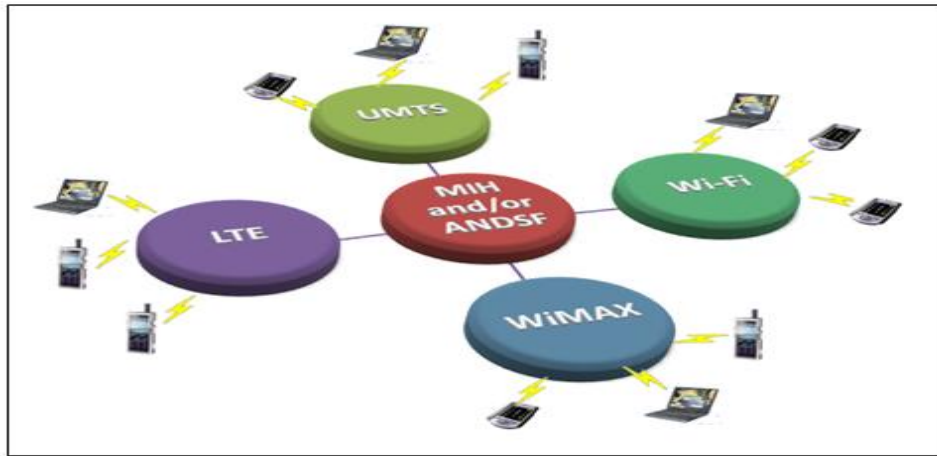 UMTS
MIH
and/or
ANDSF
Wi-Fi
LTE
WiMAX